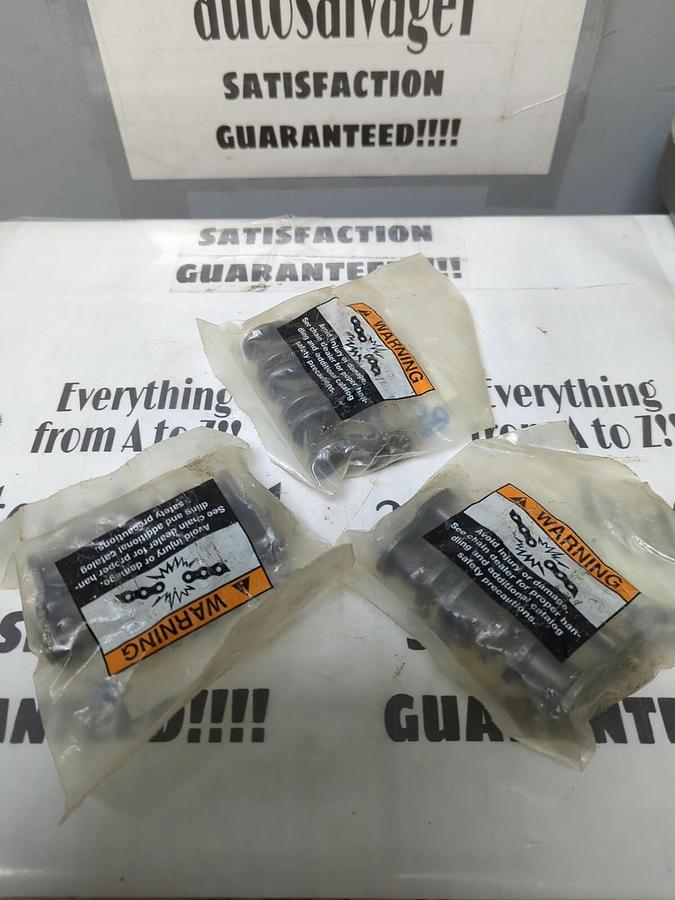 autosalvager
SATISFACTION
GUARANTEED!!!!
SATISFACTION
GUARANTEED!!!!
Everything
from A to Z!!
Everything
from A to Z!!
WARNING
Avoid injury or damage.
See chain dealer for proper han-
dling and additional catalog
safety precautions.
WARNING
Avoid injury or damage.
See chain dealer for proper han-
dling and additional catalog
safety precautions.
WARNING
Avoid injury or damage.
See chain dealer for proper han-
dling and additional catalog
safety precautions.
D!!!!
GUARANTE